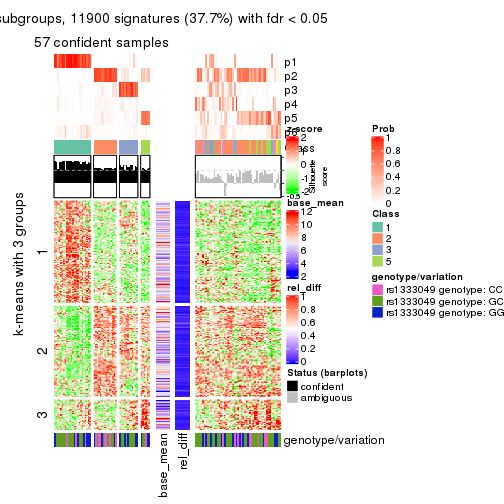 subgroups, 11900 signatures (37.7%) with fdr < 0.05
57 confident samples
p1
p2
p3
p4
p5
Silhouette
score
k-means with 3 groups
1
2
3
base_mean
rel_diff
genotype/variation
base_mean
12
10
8
6
4
2
rel_diff
1
0.8
0.6
0.4
0.2
0
Status (barplots)
confident
ambiguous
Prob
1
0.8
0.6
0.4
0.2
0
Class
1
2
3
5
genotype/variation
rs1333049 genotype: CC
rs1333049 genotype: GC
rs1333049 genotype: GG